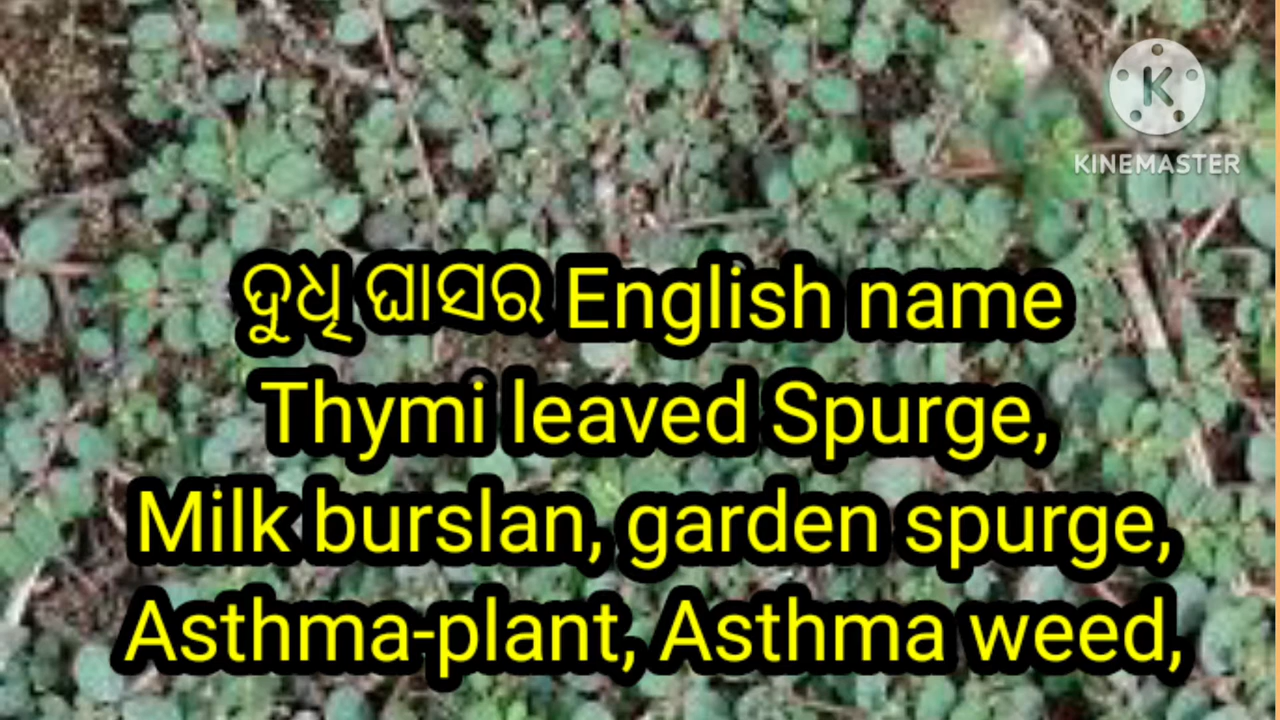 KINEMASTER
ଦୁଧି ଘାସର English name
Thymi leaved Spurge,
Milk burslan, garden spurge,
Asthma-plant, Asthma weed,